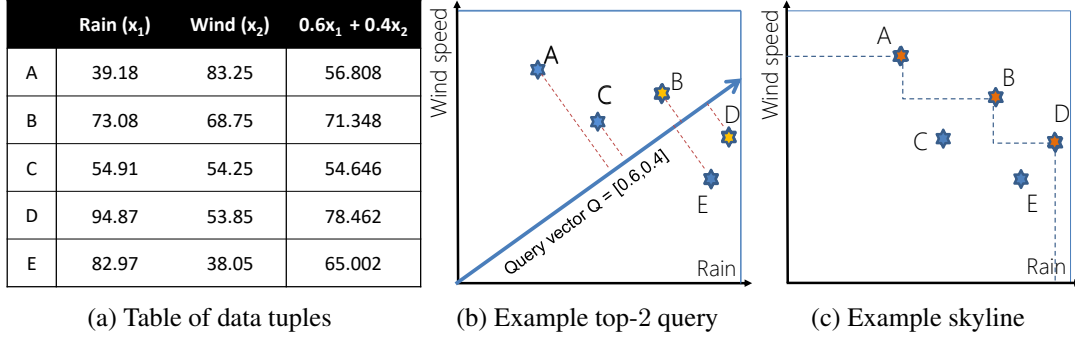 Rain (x₁) Wind (x₂) 0.6x₁ + 0.4x₂
A 39.18 83.25 56.808
B 73.08 68.75 71.348
C 54.91 54.25 54.646
D 94.87 53.85 78.462
E 82.97 38.05 65.002
(a) Table of data tuples
Wind speed
A
B
C
D
E
Query vector Q = [0.6,0.4]
Rain
(b) Example top-2 query
Wind speed
A
B
C
D
E
Rain
(c) Example skyline